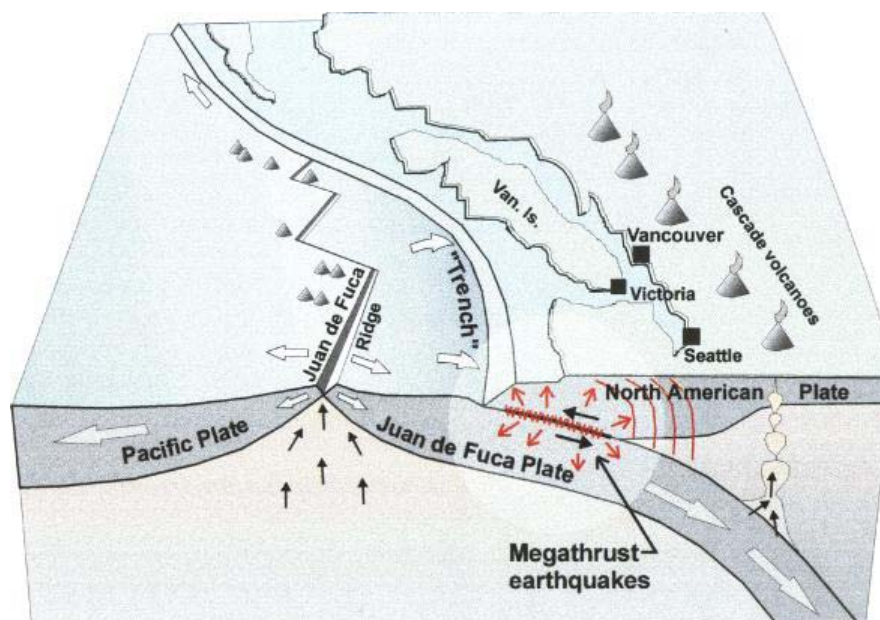 Van. Is.
Vancouver
Victoria
Seattle
Cascade volcanoes
"Trench"
Juan de Fuca
Ridge
North American Plate
Pacific Plate
Juan de Fuca Plate
Megathrust
earthquakes